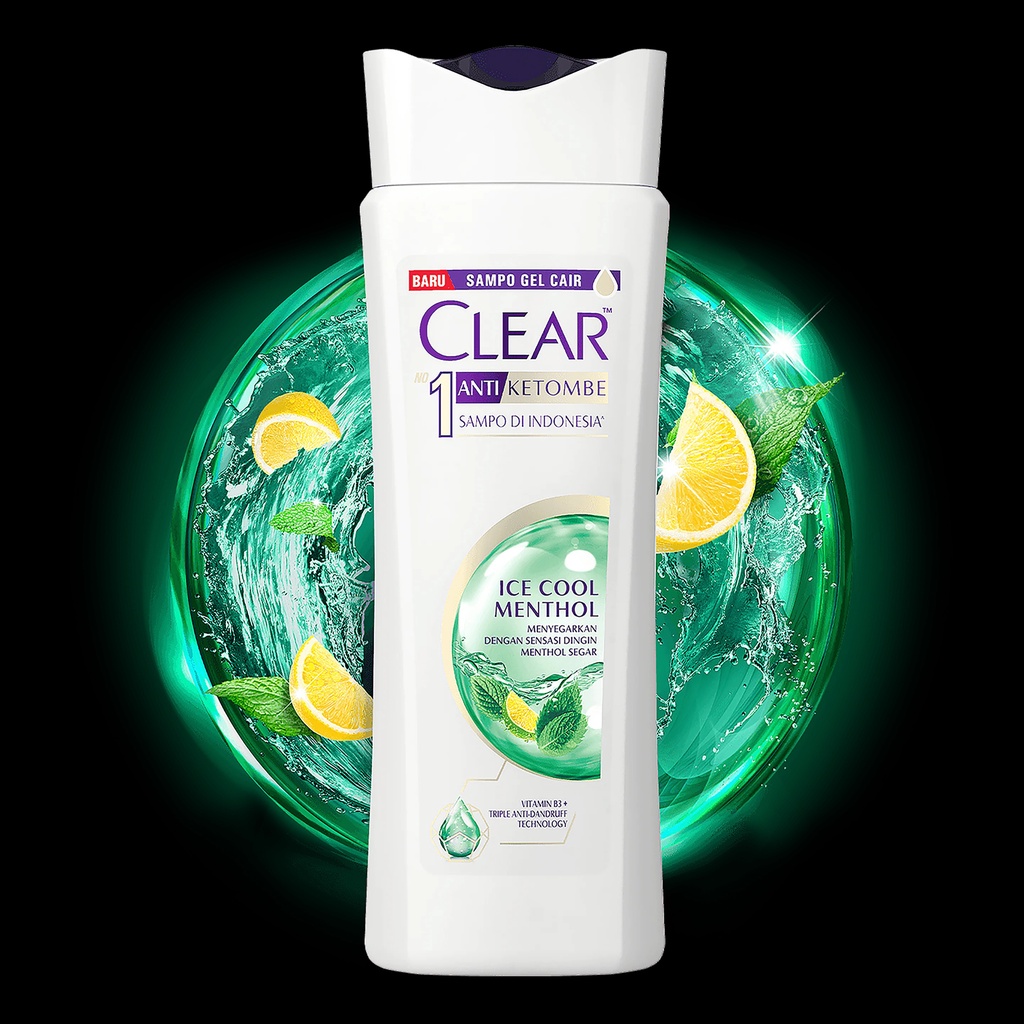 BARU SAMPO GEL CAIR
CLEAR™
NO 1 ANTI KETOMBE
SAMPO DI INDONESIA^
ICE COOL
MENTHOL
MENYEGARKAN
DENGAN SENSASI DINGIN
MENTHOL SEGAR
VITAMIN B3 +
TRIPLE ANTI-DANDRUFF
TECHNOLOGY